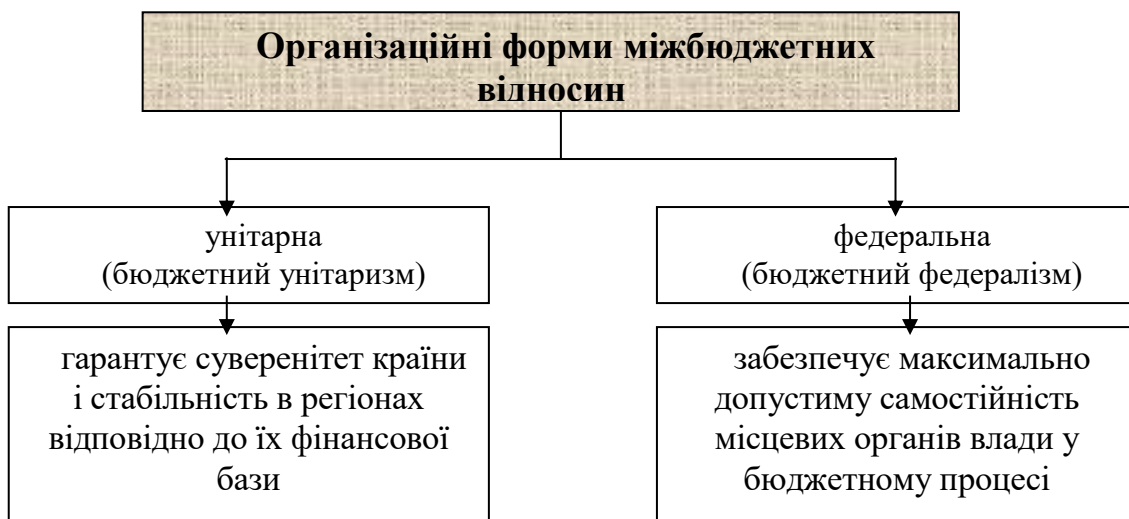 Організаційні форми міжбюджетних
відносин
унітарна
(бюджетний унітаризм)
федеральна
(бюджетний федералізм)
гарантує суверенітет країни
і стабільність в регіонах
відповідно до їх фінансової
бази
забезпечує максимально
допустиму самостійність
місцевих органів влади у
бюджетному процесі